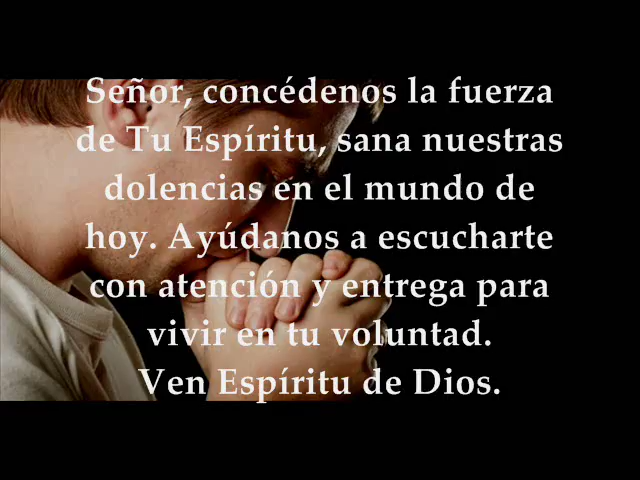 Señor, concédenos la fuerza
de Tu Espíritu, sana nuestras
dolencias en el mundo de
hoy. Ayúdanos a escucharte
con atención y entrega para
vivir en tu voluntad.
Ven Espíritu de Dios.